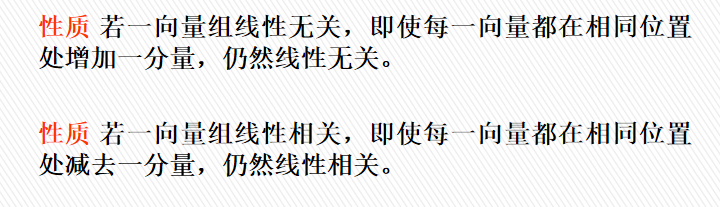 性质 若一向量组线性无关，即使每一向量都在相同位置
处增加一分量，仍然线性无关。
性质 若一向量组线性相关，即使每一向量都在相同位置
处减去一分量，仍然线性相关。